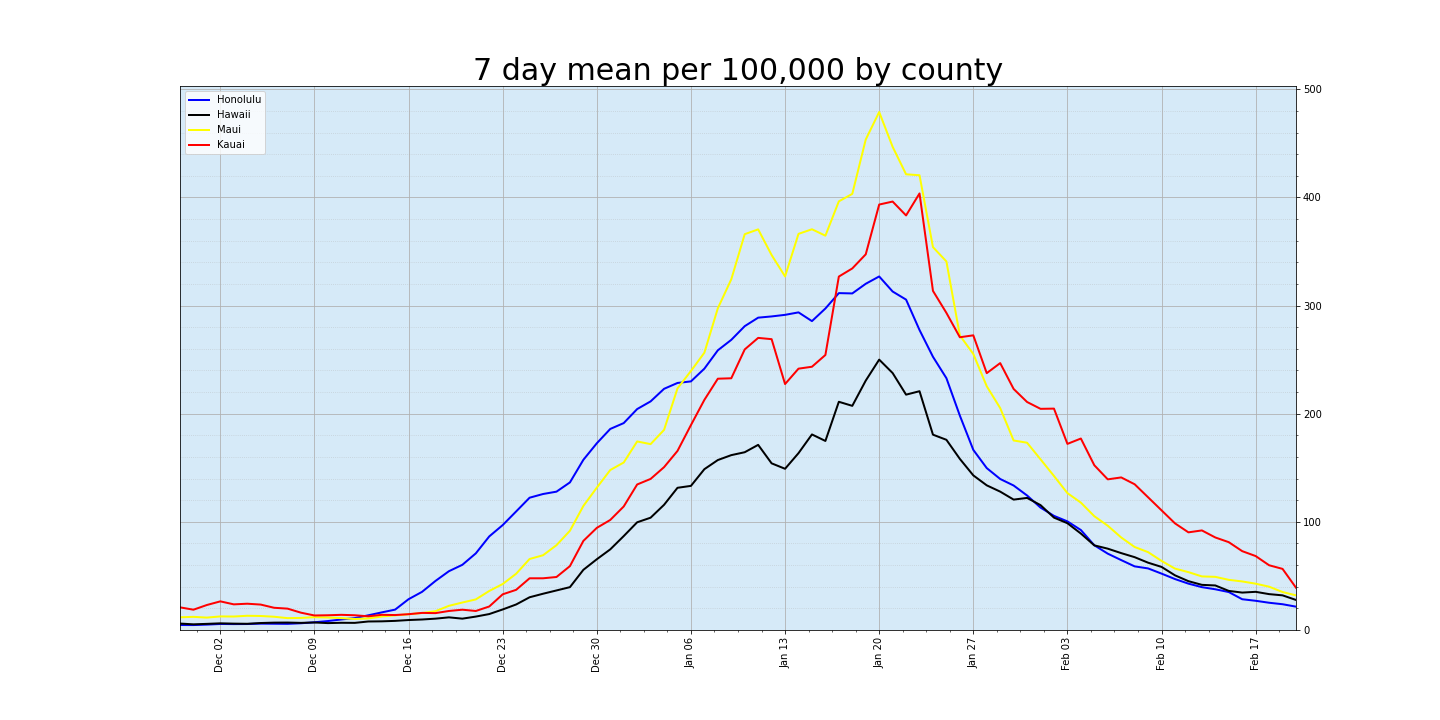 7 day mean per 100,000 by county
Honolulu
Hawaii
Maui
Kauai
500
400
300
200
100
0
Dec 02
Dec 09
Dec 16
Dec 23
Dec 30
Jan 06
Jan 13
Jan 20
Jan 27
Feb 03
Feb 10
Feb 17